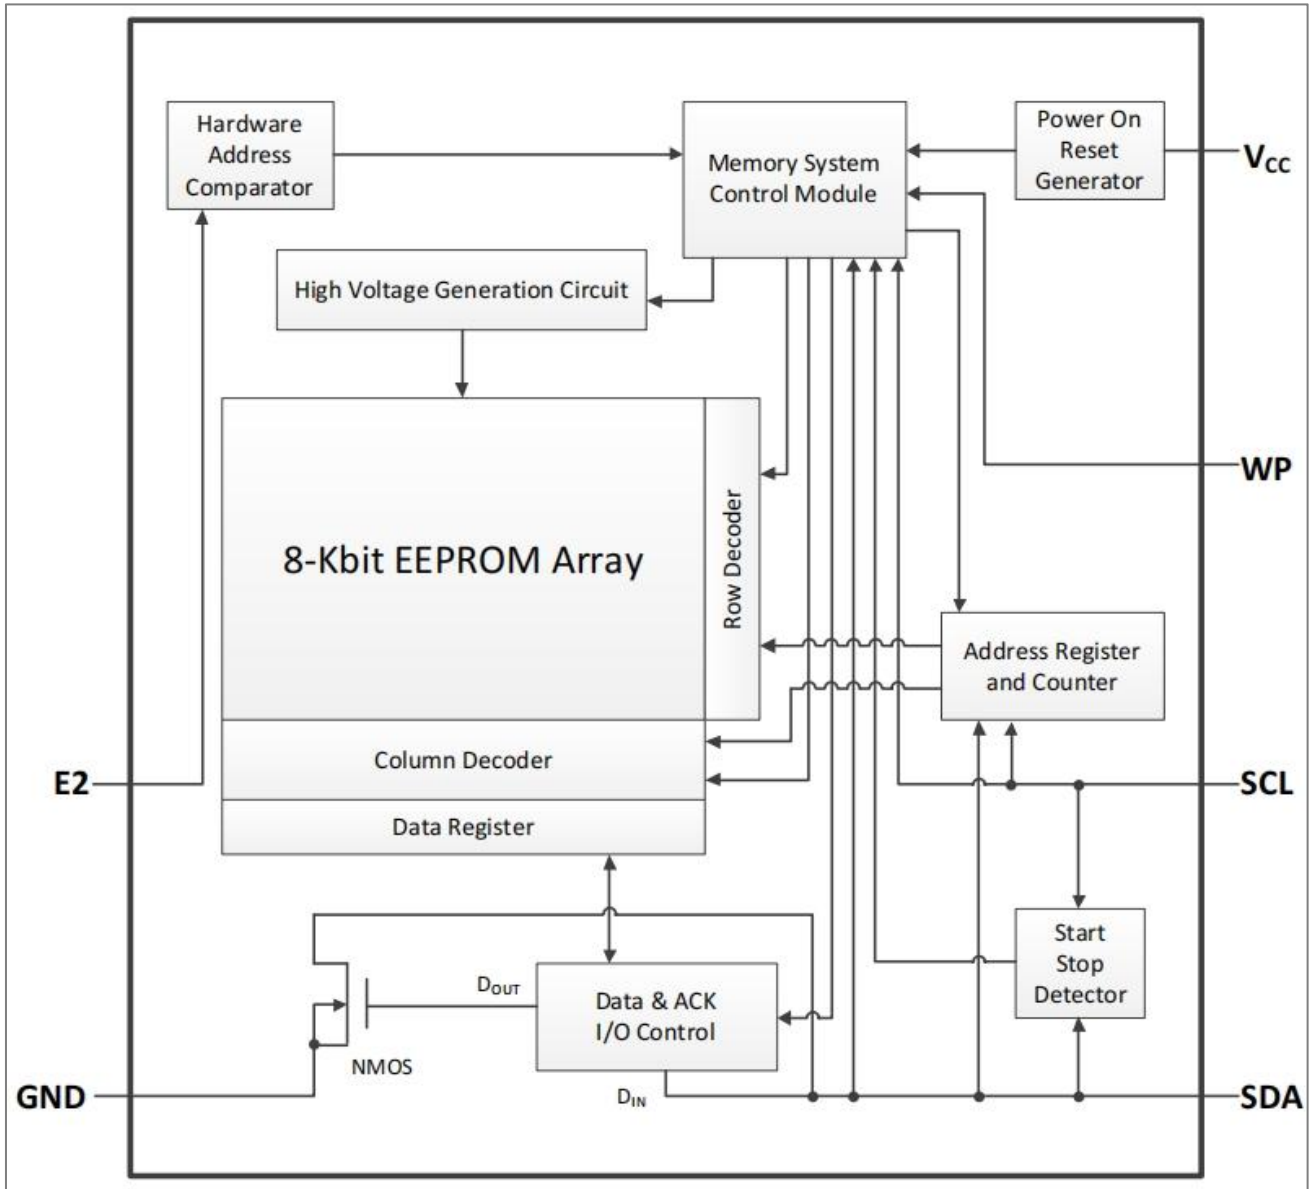 Hardware
Address
Comparator
Memory System
Control Module
Power On
Reset
Generator
VCC
High Voltage Generation Circuit
WP
8-Kbit EEPROM Array
Row Decoder
Address Register
and Counter
Column Decoder
E2
SCL
Data Register
Start
Stop
Detector
DOUT
Data & ACK
I/O Control
NMOS
GND
DIN
SDA